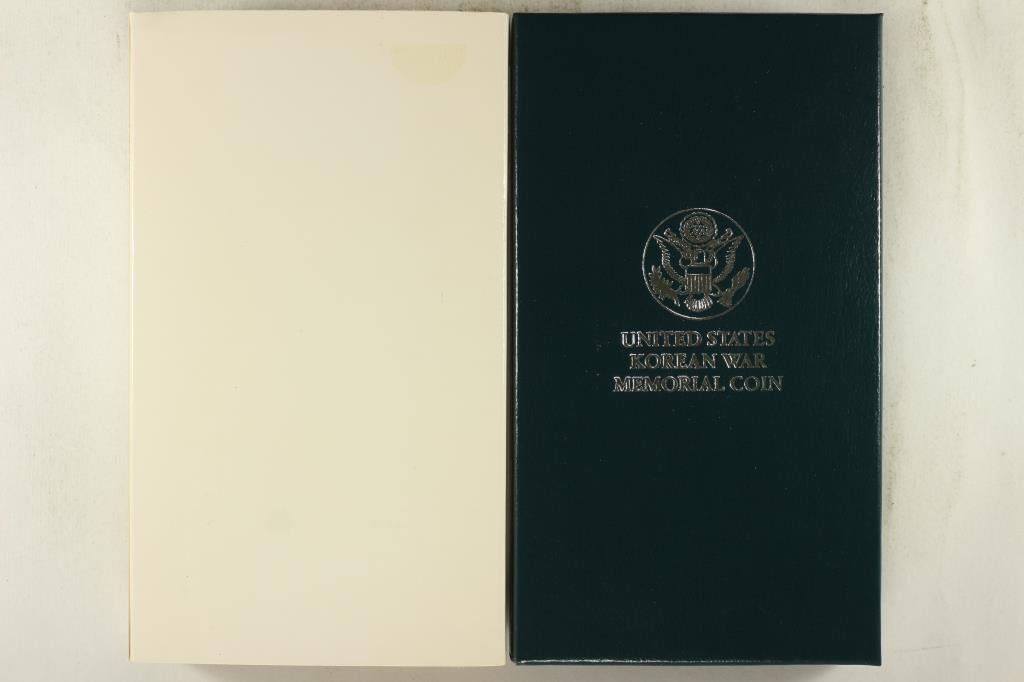 UNITED STATES
KOREAN WAR
MEMORIAL COIN